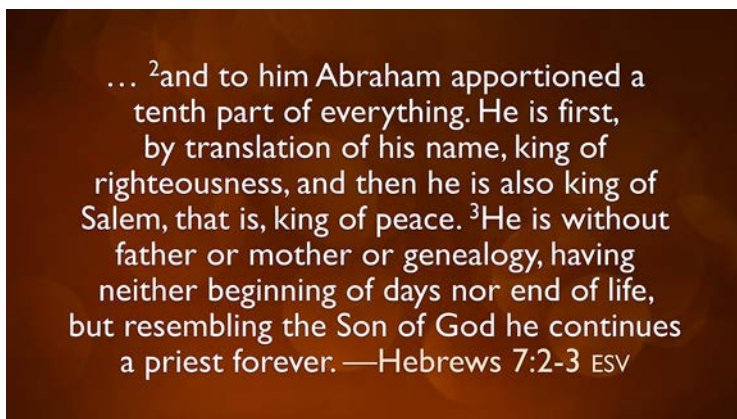 … ²and to him Abraham apportioned a
tenth part of everything. He is first,
by translation of his name, king of
righteousness, and then he is also king of
Salem, that is, king of peace. ³He is without
father or mother or genealogy, having
neither beginning of days nor end of life,
but resembling the Son of God he continues
a priest forever. —Hebrews 7:2-3 ESV